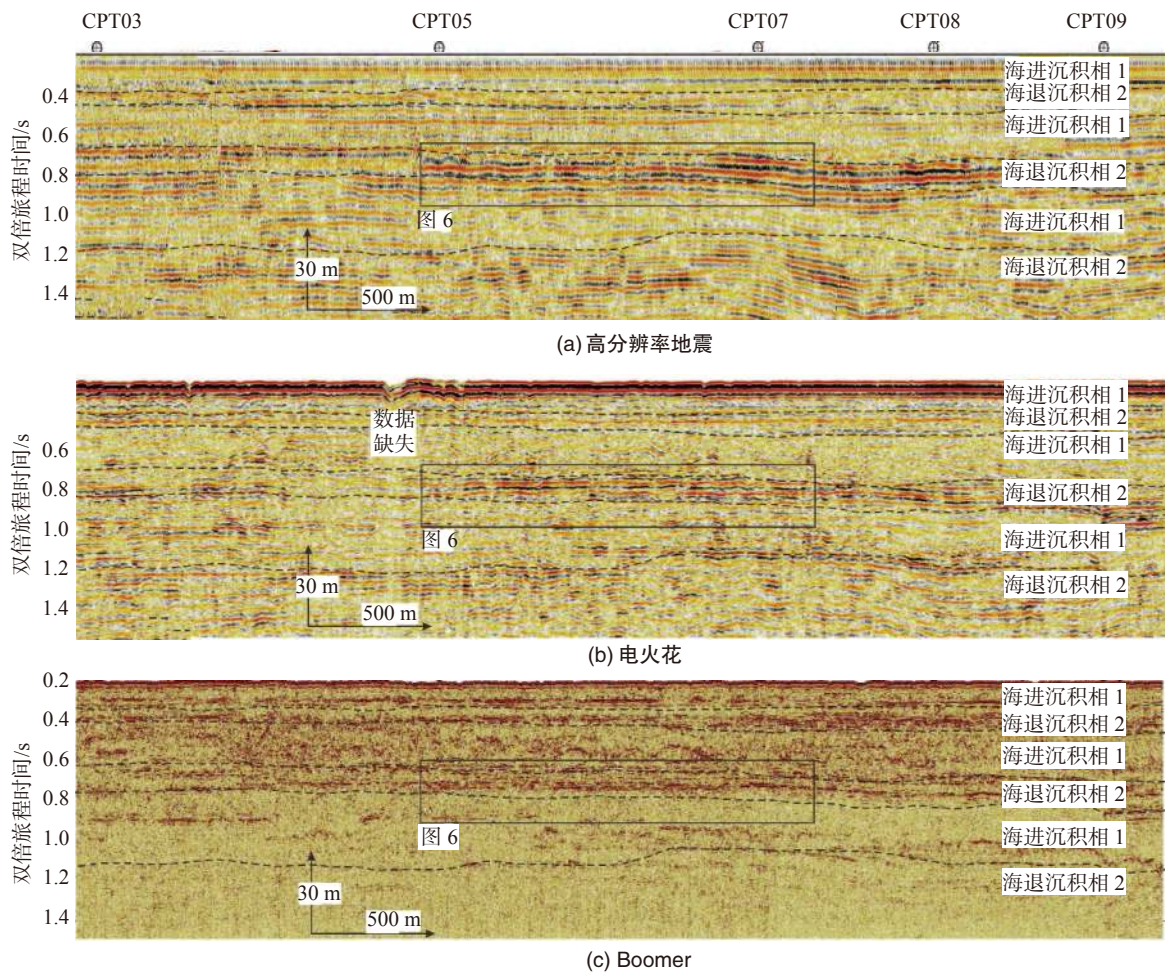 CPT03 CPT05 CPT07 CPT08 CPT09
双倍旅程时间/s
0.4
0.6
0.8
1.0
1.2
1.4
海进沉积相 1
海退沉积相 2
海进沉积相 1
海退沉积相 2
海进沉积相 1
海退沉积相 2
图 6
30 m
500 m
(a) 高分辨率地震
双倍旅程时间/s
0.6
0.8
1.0
1.2
1.4
数据
缺失
海进沉积相 1
海退沉积相 2
海进沉积相 1
海退沉积相 2
海进沉积相 1
海退沉积相 2
图 6
30 m
500 m
(b) 电火花
双倍旅程时间/s
0.2
0.4
0.6
0.8
1.0
1.2
1.4
海进沉积相 1
海退沉积相 2
海进沉积相 1
海退沉积相 2
海进沉积相 1
海退沉积相 2
图 6
30 m
500 m
(c) Boomer